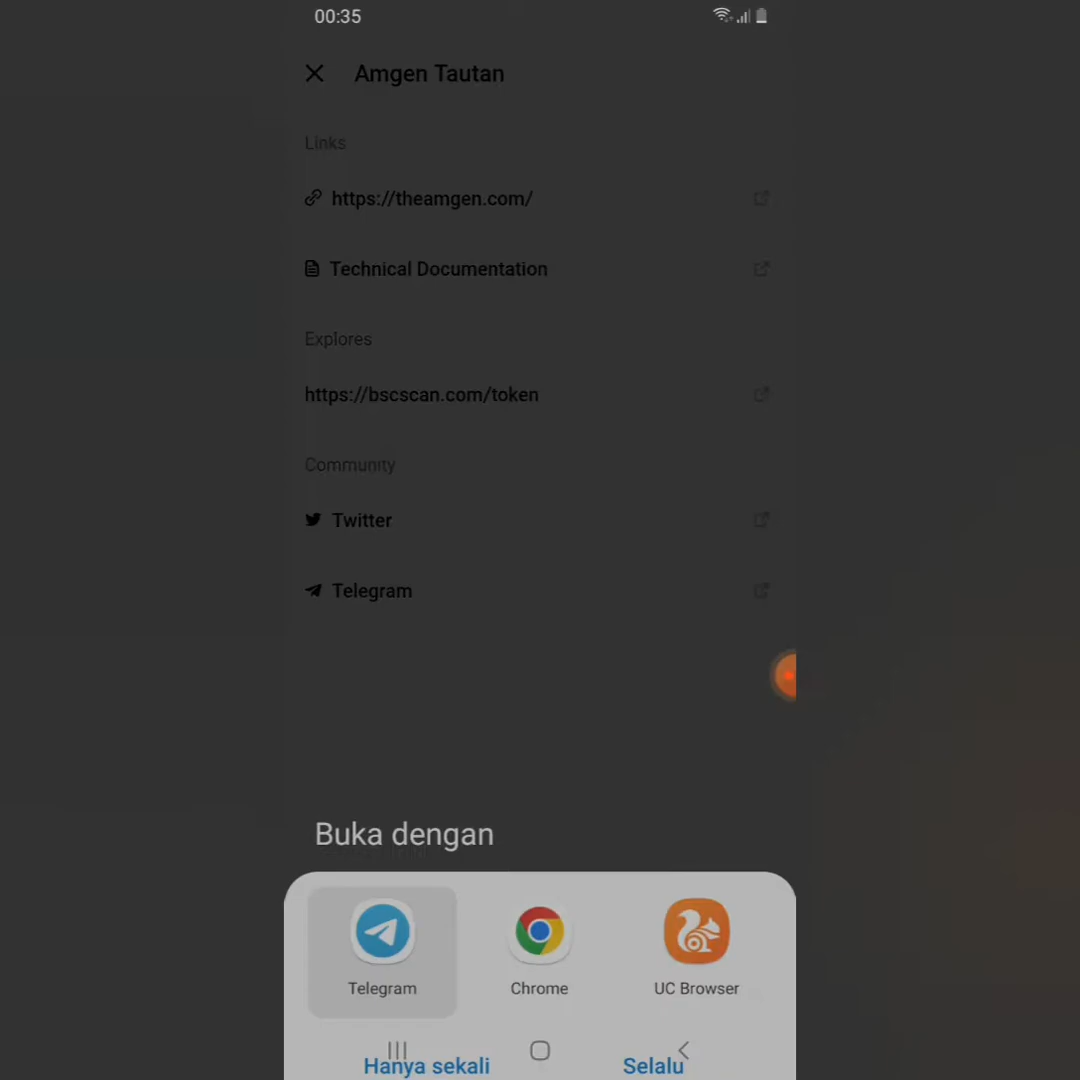 00:35
Amgen Tautan
Links
https://theamgen.com/
Technical Documentation
Explores
https://bscscan.com/token
Community
Twitter
Telegram
Buka dengan
Telegram
Chrome
UC Browser
Hanya sekali
Selalu